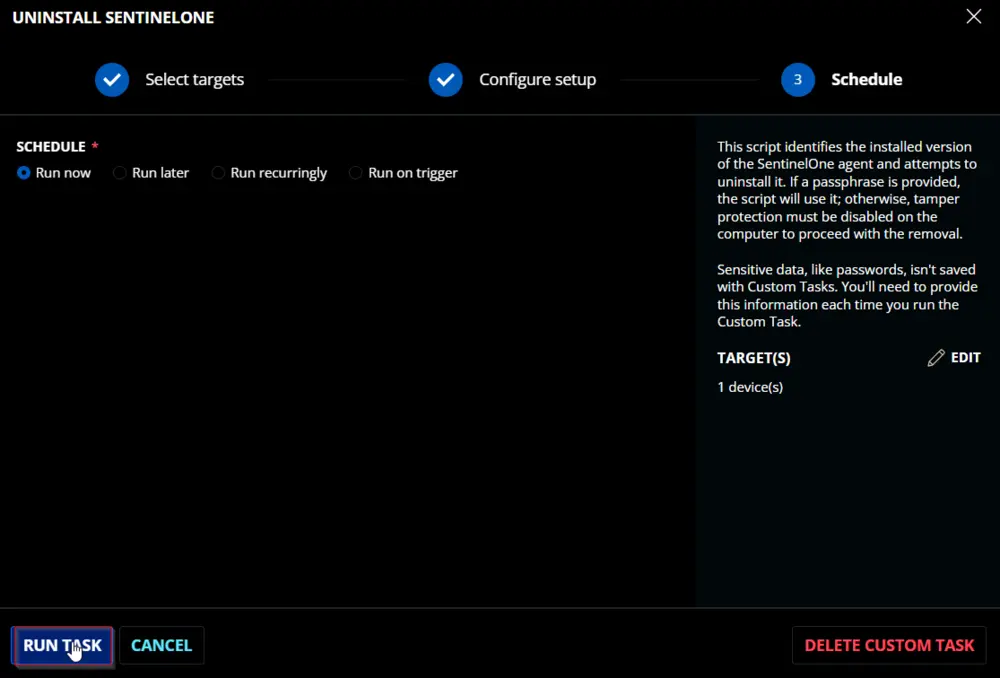 UNINSTALL SENTINELONE
Select targets
Configure setup
3 Schedule
SCHEDULE *
Run now Run later Run recurringly Run on trigger
This script identifies the installed version
of the SentinelOne agent and attempts to
uninstall it. If a passphrase is provided,
the script will use it; otherwise, tamper
protection must be disabled on the
computer to proceed with the removal.
Sensitive data, like passwords, isn't saved
with Custom Tasks. You'll need to provide
this information each time you run the
Custom Task.
TARGET(S) EDIT
1 device(s)
RUN TASK CANCEL DELETE CUSTOM TASK